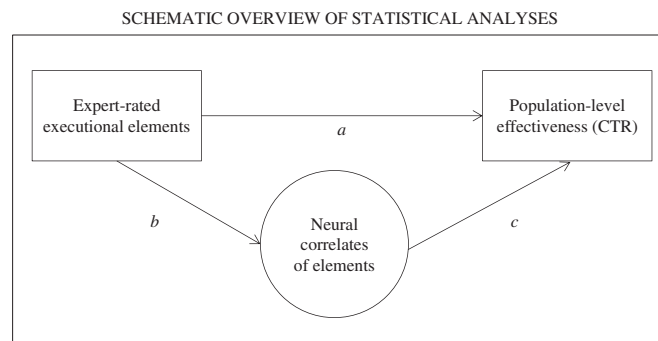 SCHEMATIC OVERVIEW OF STATISTICAL ANALYSES
Expert-rated
executional elements
Population-level
effectiveness (CTR)
a
b
Neural
correlates
of elements
c